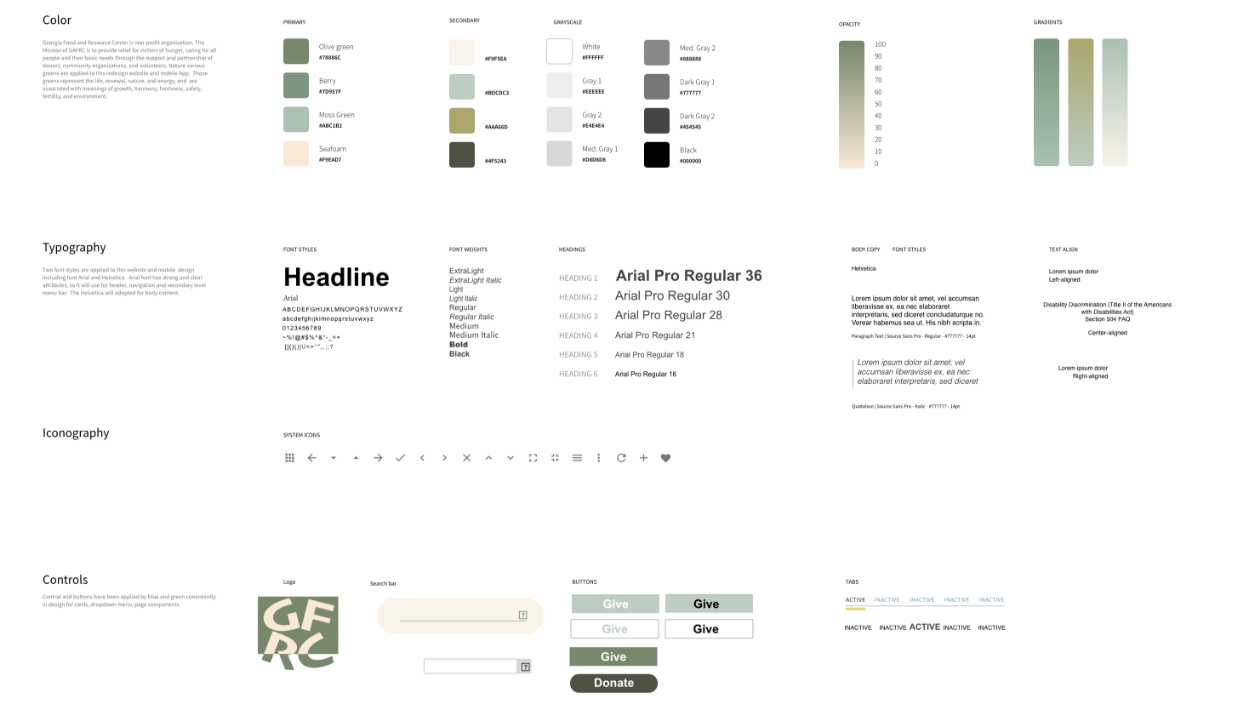 Color
Georgia Food and Resource Center is non-profit organization. The
Mission of GAFRC is to provide relief for victims of hunger, caring for all
people and their basic needs through the support and partnership of
donors, community organizations, and volunteers. Nature various
greens are applied to this redesign website and mobile App. Those
greens represent the life, renewal, nature, and energy, and are
associated with meanings of growth, harmony, freshness, safety,
fertility, and environment.
PRIMARY
Olive green
#78886C
Berry
#7D957F
Moss Green
#ABC1B2
Seafoam
#F9EAD7
SECONDARY
#F9F5EA
#BDCDC3
#AAA66D
#4F5243
GRAYSCALE
White
#FFFFFF
Gray 1
#EEEEEE
Gray 2
#E4E4E4
Med. Gray 1
#D8D8D8
Med. Gray 2
#888888
Dark Gray 1
#777777
Dark Gray 2
#454545
Black
#000000
OPACITY
100
90
80
70
60
50
40
30
20
10
0
GRADIENTS
Typography
Two font styles are applied to this website and mobile design
including font Arial and Helvetica. Arial font has strong and clear
attributes, so it will use for header, navigation and secondary level
menu bar. The Helvetica will adopted for body content.
FONT STYLES
Headline
Arial
ABCDEFGHIJKLMNOPQRSTUVWXYZ
abcdefghijklmnopqrstuvwxyz
0123456789
FONT WEIGHTS
ExtraLight
ExtraLight Italic
Light
Light Italic
Regular
Regular Italic
Medium
Medium Italic
Bold
Black
HEADINGS
HEADING 1 Arial Pro Regular 36
HEADING 2 Arial Pro Regular 30
HEADING 3 Arial Pro Regular 28
HEADING 4 Arial Pro Regular 21
HEADING 5 Arial Pro Regular 18
HEADING 6 Arial Pro Regular 16
BODY COPY FONT STYLES
Helvetica
Lorem ipsum dolor sit amet, vel accumsan
liberavisse ex, ea nec elaboraret
interpretaris, sed diceret concludaturque no.
Verear habemus sea ut. His nibh scripta in.
Paragraph Text | Source Sans Pro - Regular - #777777 - 14pt
Lorem ipsum dolor sit amet, vel
accumsan liberavisse ex, ea nec
elaboraret interpretaris, sed diceret
Quotation | Source Sans Pro - Italic - #777777 - 14pt
TEXT ALIGN
Lorem ipsum dolor
Left-aligned
Disability Discrimination (Title II of the Americans
with Disabilities Act)
Section 504 FAQ
Center-aligned
Lorem ipsum dolor
Right-aligned
Iconography
SYSTEM ICONS
Controls
Control and buttons have been applied by blue and green consistently
in design for cards, dropdown menu, page components.
Logo
GF
RC
Search bar
?
?
BUTTONS
Give Give
Give Give
Give
Donate
TABS
ACTIVE INACTIVE INACTIVE INACTIVE INACTIVE
INACTIVE INACTIVE ACTIVE INACTIVE INACTIVE